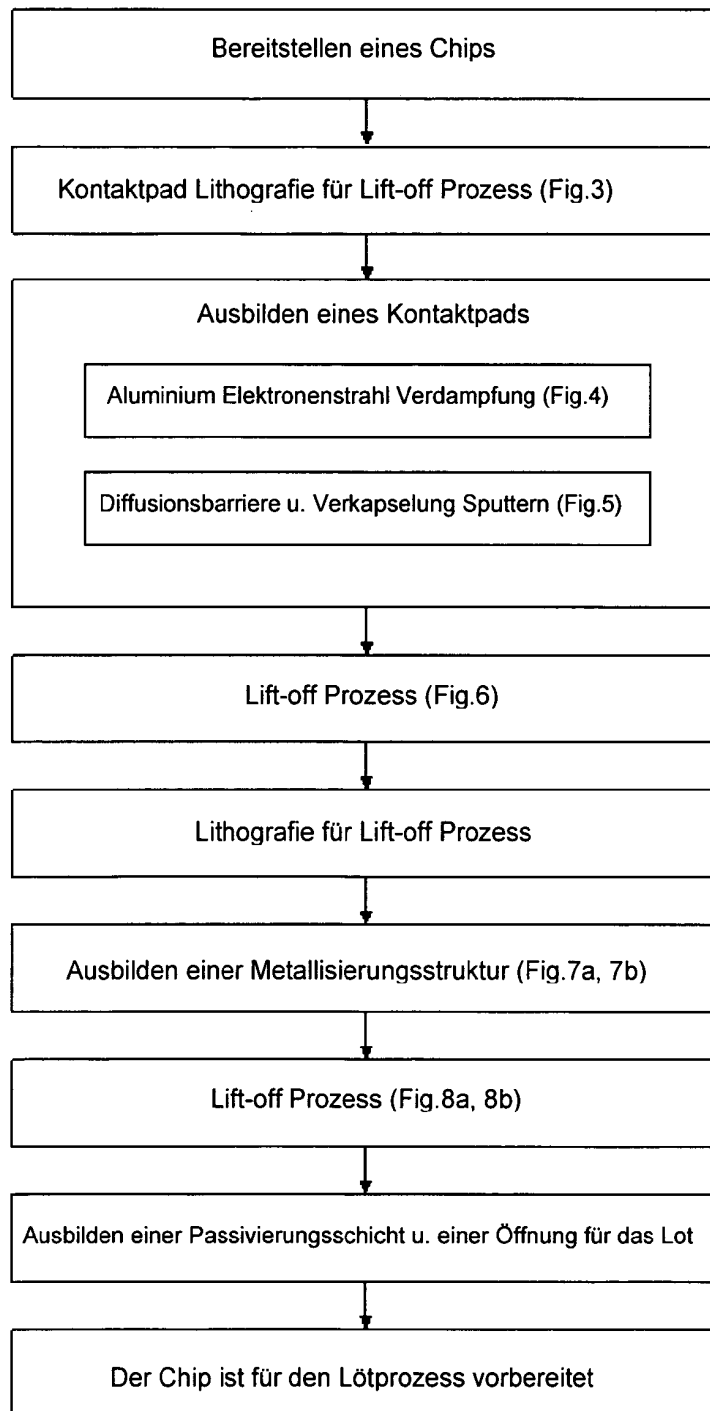 Bereitstellen eines Chips
Kontaktpad Lithografie für Lift-off Prozess (Fig.3)
Ausbilden eines Kontaktpads
Aluminium Elektronenstrahl Verdampfung (Fig.4)
Diffusionsbarriere u. Verkapselung Sputtern (Fig.5)
Lift-off Prozess (Fig.6)
Lithografie für Lift-off Prozess
Ausbilden einer Metallisierungsstruktur (Fig.7a, 7b)
Lift-off Prozess (Fig.8a, 8b)
Ausbilden einer Passivierungsschicht u. einer Öffnung für das Lot
Der Chip ist für den Lötprozess vorbereitet